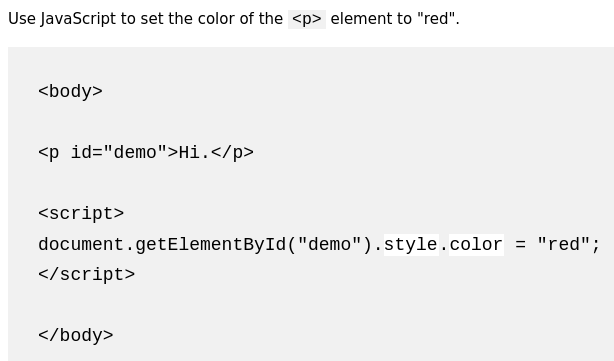 Use JavaScript to set the color of the <p> element to "red".
<body>
<p id="demo">Hi.</p>
<script>
document.getElementById("demo").style.color = "red";
</script>
</body>